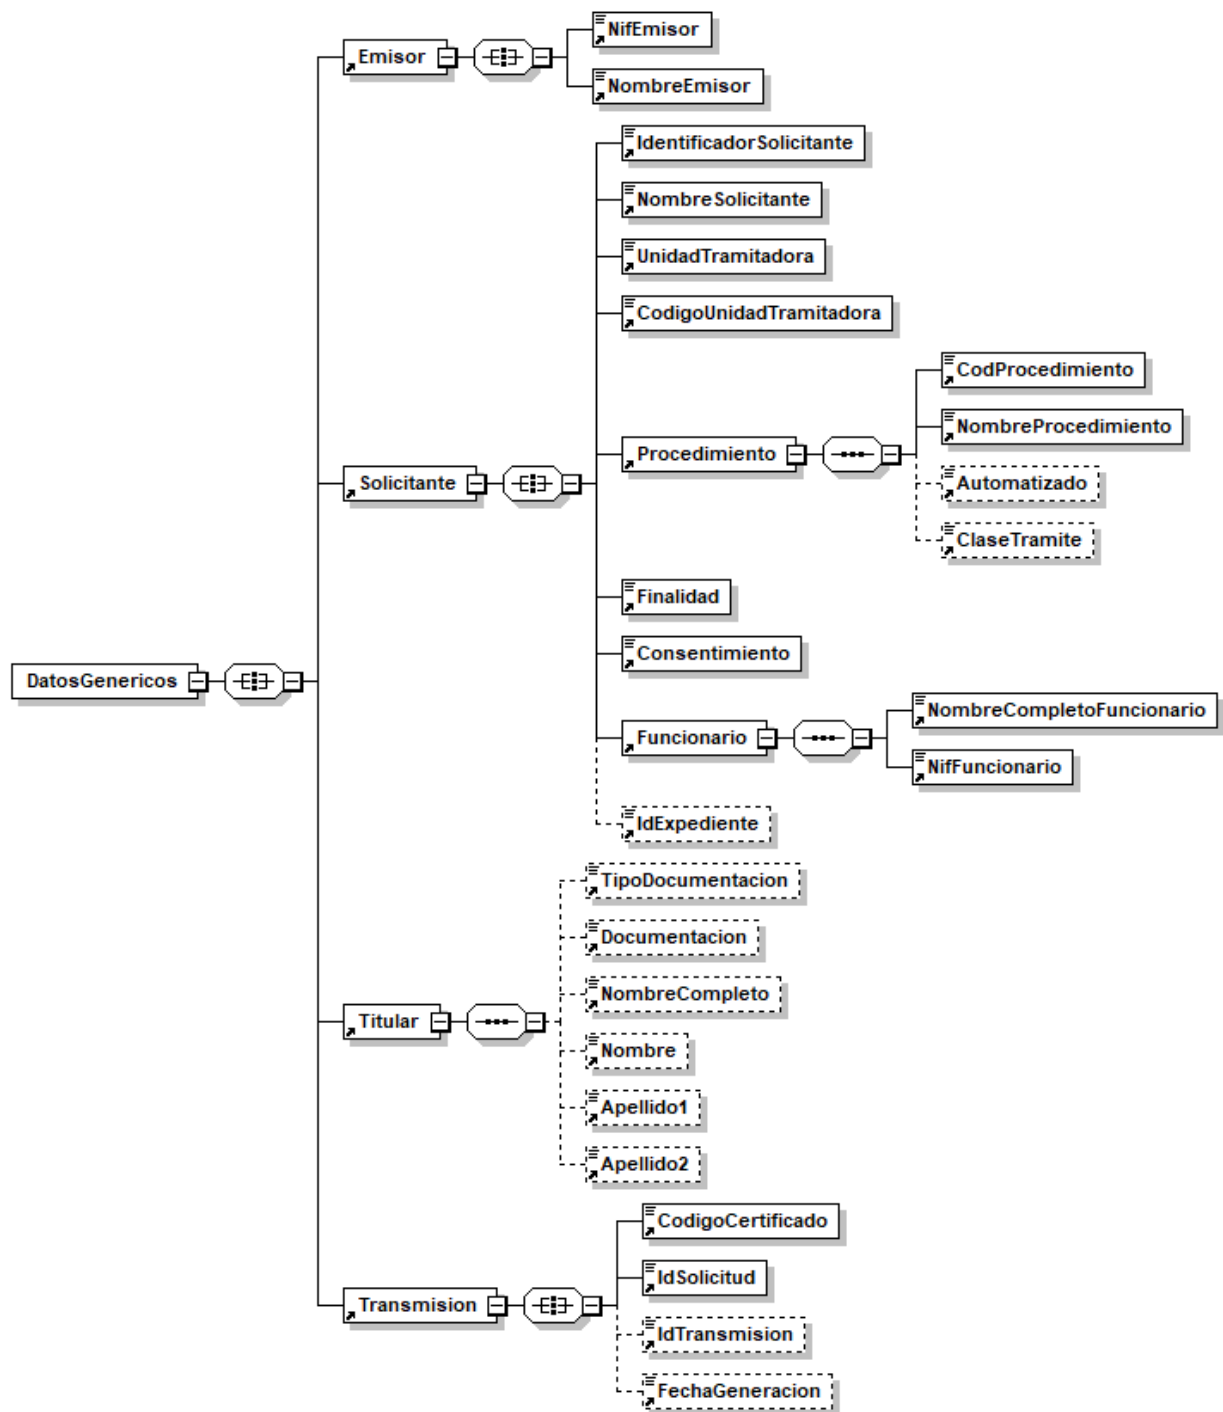 NifEmisor
Emisor
NombreEmisor
IdentificadorSolicitante
NombreSolicitante
UnidadTramitadora
CodigoUnidadTramitadora
CodProcedimiento
NombreProcedimiento
Procedimiento
Solicitante
Automatizado
ClaseTramite
Finalidad
Consentimiento
DatosGenericos
NombreCompletoFuncionario
Funcionario
NifFuncionario
IdExpediente
TipoDocumentacion
Documentacion
NombreCompleto
Titular
Nombre
Apellido1
Apellido2
CodigoCertificado
IdSolicitud
Transmision
IdTransmision
FechaGeneracion